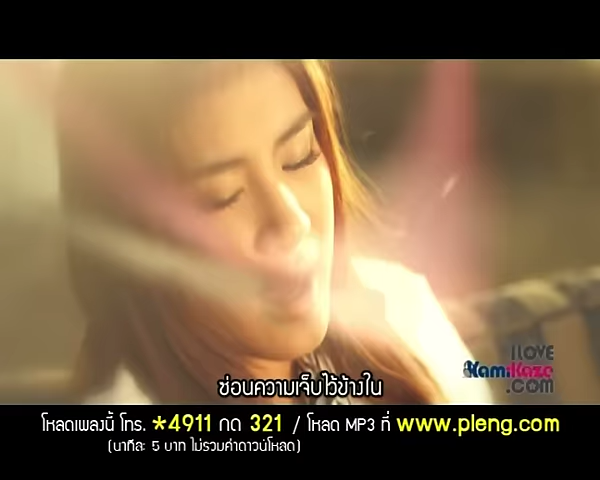 I LOVE
KamiKaze
.COM
ซ่อนความเจ็บไว้ข้างใน
โหลดเพลงนี้ โทร. *4911 กด 321 / โหลด MP3 ที่ www.pleng.com
(นาทีละ 5 บาท ไม่รวมค่าดาวน์โหลด)